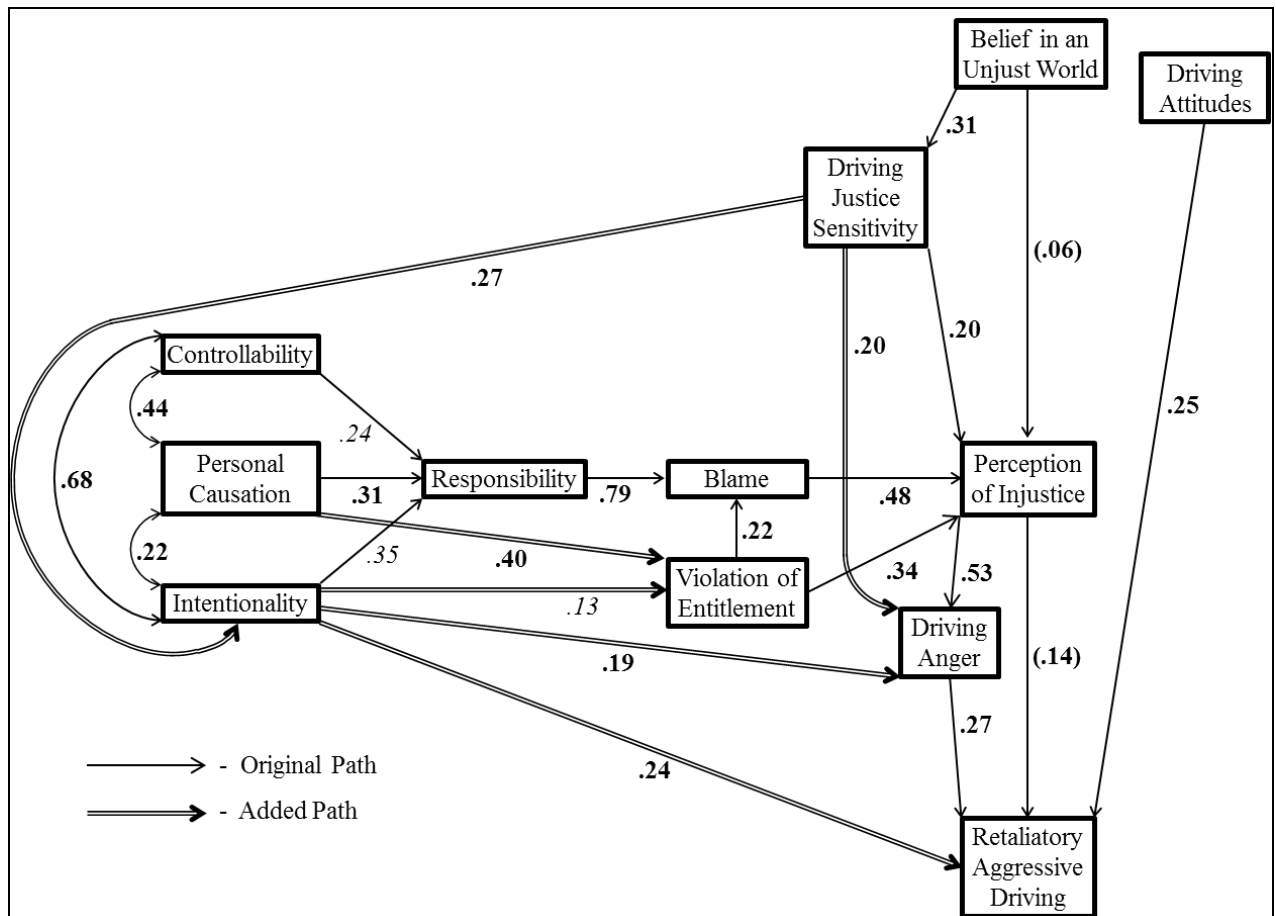 Belief in an
Unjust World
Driving
Attitudes
.31
Driving
Justice
Sensitivity
(.06)
.27
.20
.20
.25
Controllability
.44
.24
Personal
Causation
.68
.31
Responsibility
.79
Blame
.48
Perception
of Injustice
.22
.35
.40
.22
Violation of
Entitlement
.34
.53
Intentionality
.13
Driving
Anger
.19
(.14)
.27
.24
- Original Path
- Added Path
Retaliatory
Aggressive
Driving